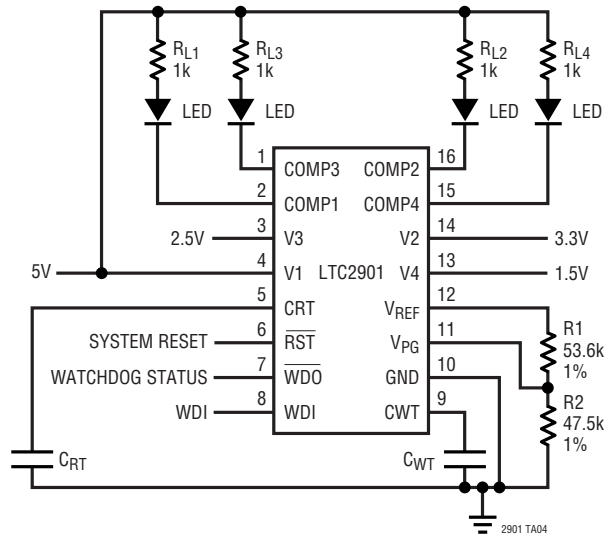 RL1
1k
RL3
1k
RL2
1k
RL4
1k
LED
LED
LED
LED
1
COMP3
COMP2
16
2
COMP1
COMP4
15
2.5V
3
V3
V2
14
3.3V
5V
4
V1
LTC2901
V4
13
1.5V
5
CRT
VREF
12
SYSTEM RESET
6
RST
VPG
11
WATCHDOG STATUS
7
WDO
GND
10
WDI
8
WDI
CWT
9
R1
53.6k
1%
R2
47.5k
1%
CRT
CWT
2901 TA04